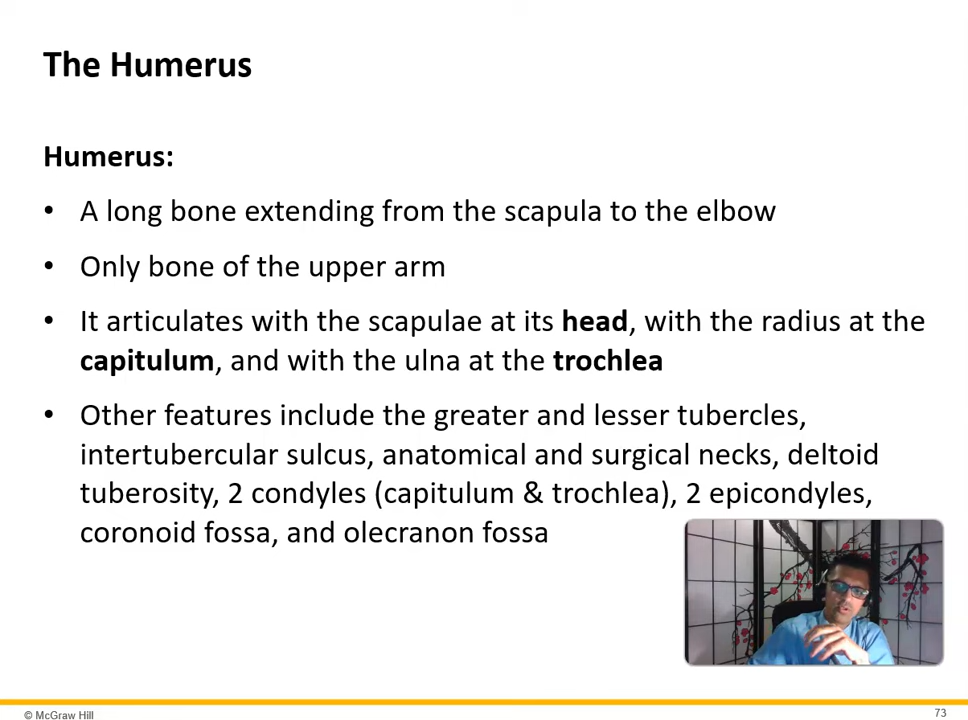 The Humerus
Humerus:
• A long bone extending from the scapula to the elbow
• Only bone of the upper arm
• It articulates with the scapulae at its head, with the radius at the
capitulum, and with the ulna at the trochlea
• Other features include the greater and lesser tubercles,
intertubercular sulcus, anatomical and surgical necks, deltoid
tuberosity, 2 condyles (capitulum & trochlea), 2 epicondyles,
coronoid fossa, and olecranon fossa
© McGraw Hill
73